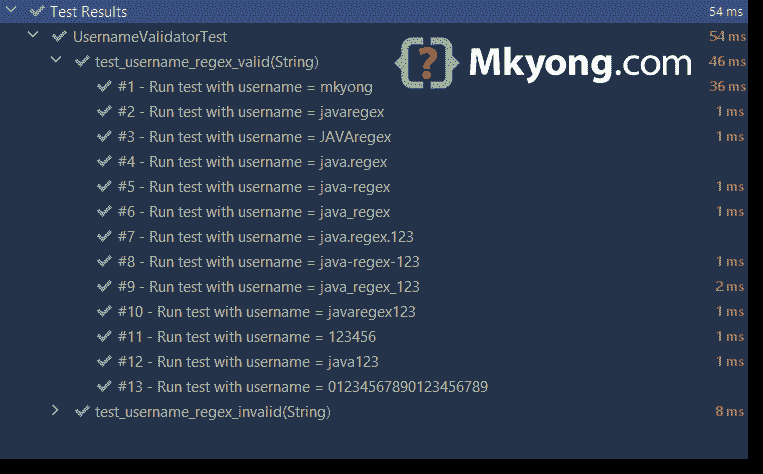 Test Results 54 ms
UsernameValidatorTest 54 ms
test_username_regex_valid(String) 46 ms
{?} Mkyong.com
#1 - Run test with username = mkyong 36 ms
#2 - Run test with username = javaregex 1 ms
#3 - Run test with username = JAVAregex 1 ms
#4 - Run test with username = java.regex
#5 - Run test with username = java-regex 1 ms
#6 - Run test with username = java_regex 1 ms
#7 - Run test with username = java.regex.123
#8 - Run test with username = java-regex-123 1 ms
#9 - Run test with username = java_regex_123 2 ms
#10 - Run test with username = javaregex123 1 ms
#11 - Run test with username = 123456 1 ms
#12 - Run test with username = java123 1 ms
#13 - Run test with username = 01234567890123456789
test_username_regex_invalid(String) 8 ms